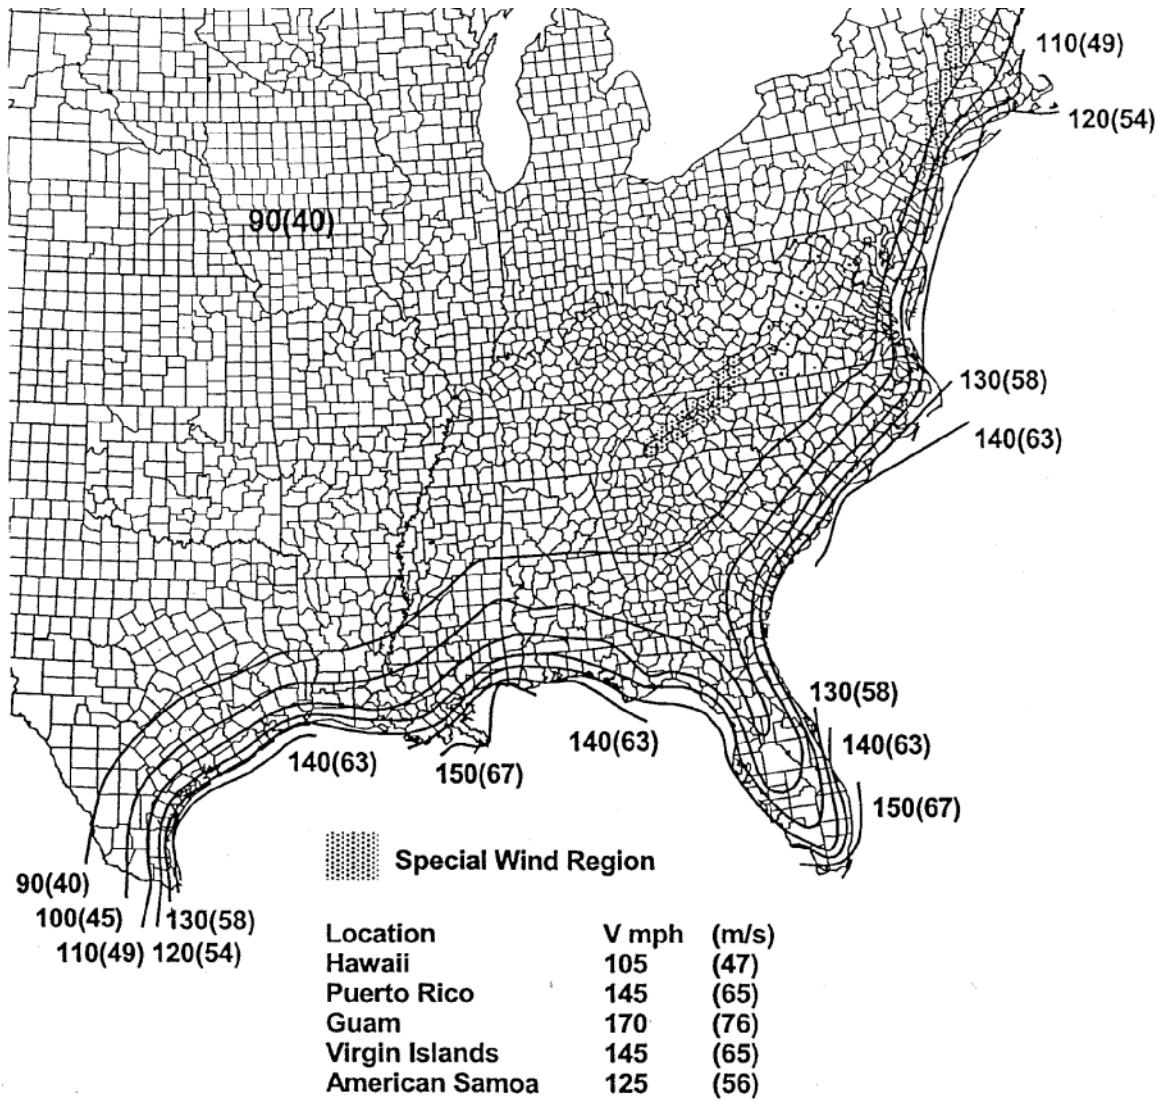 110(49)
120(54)
90(40)
130(58)
140(63)
130(58)
140(63)
140(63)
140(63)
150(67)
150(67)
Special Wind Region
90(40)
100(45)
130(58)
110(49)
120(54)
Location V mph (m/s)
Hawaii 105 (47)
Puerto Rico 145 (65)
Guam 170 (76)
Virgin Islands 145 (65)
American Samoa 125 (56)